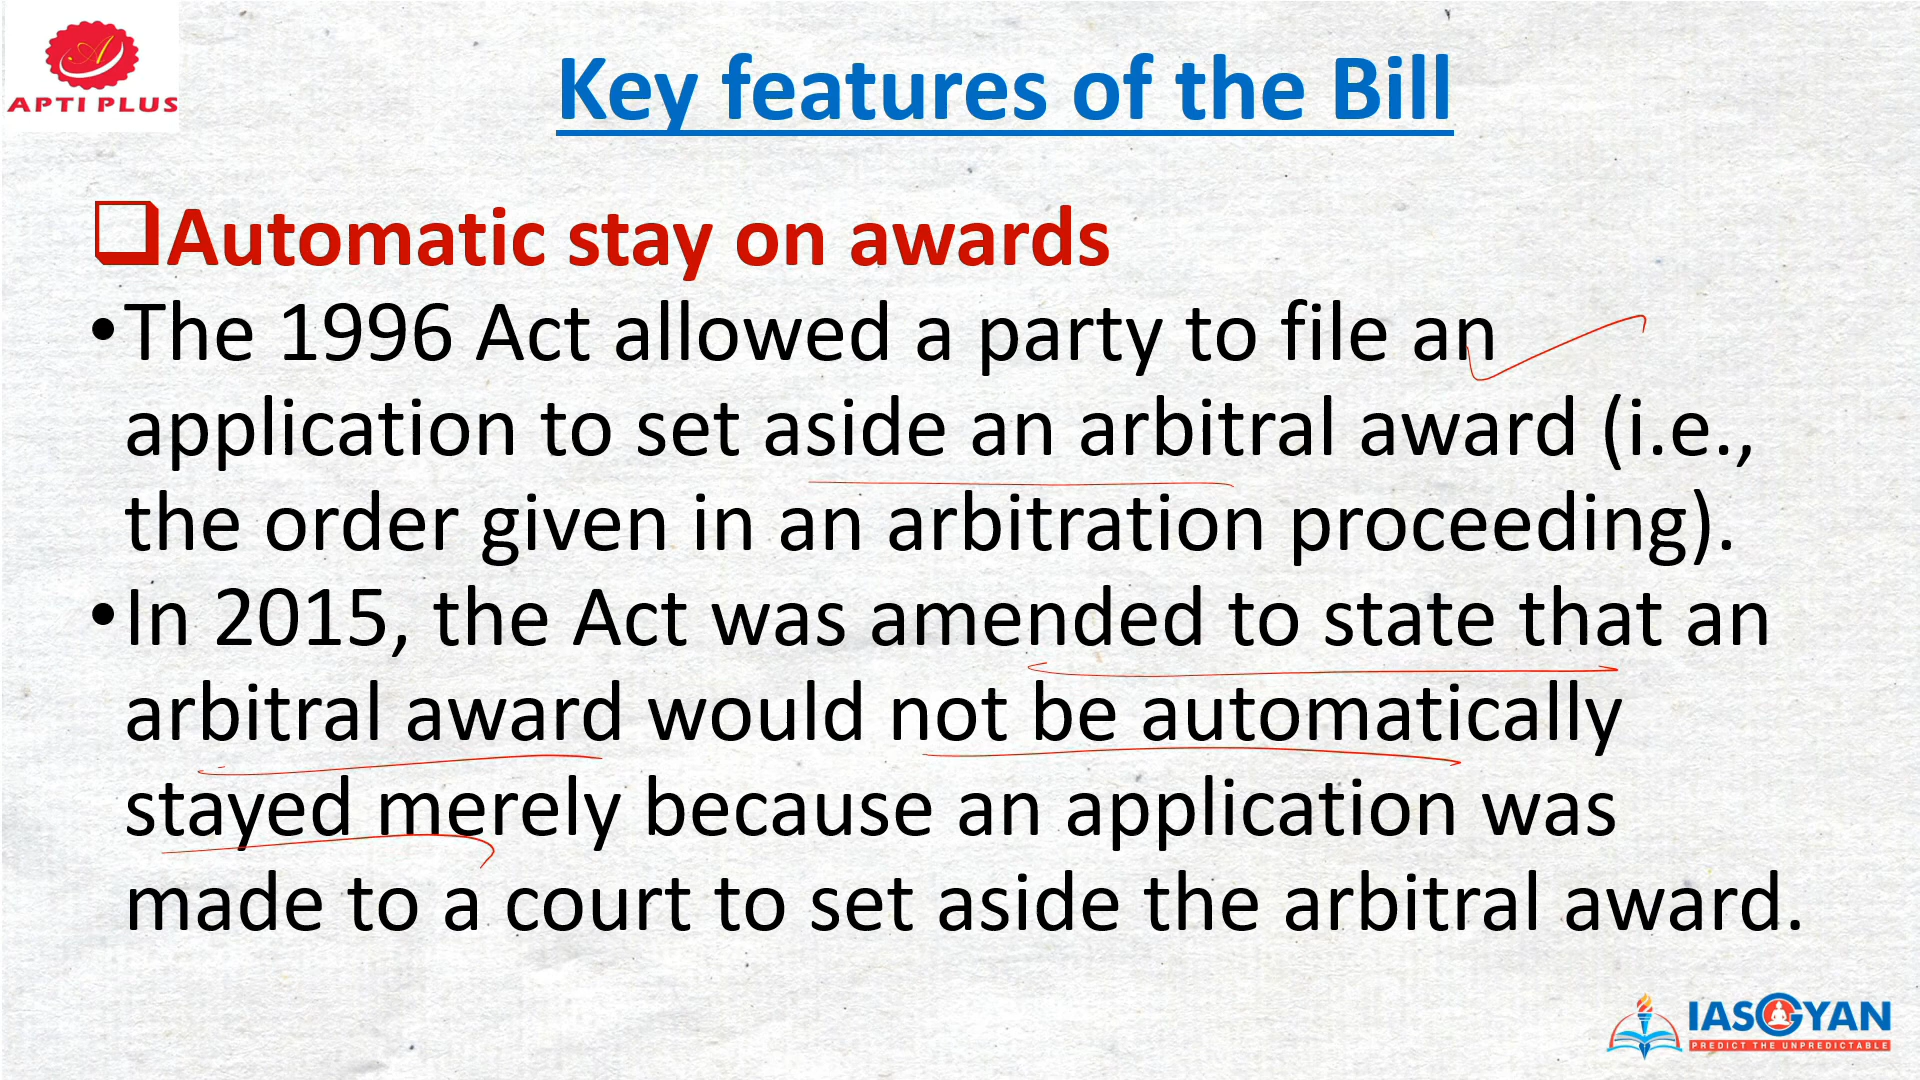 APTI PLUS
Key features of the Bill
Automatic stay on awards
•The 1996 Act allowed a party to file an
application to set aside an arbitral award (i.e.,
the order given in an arbitration proceeding).
•In 2015, the Act was amended to state that an
arbitral award would not be automatically
stayed merely because an application was
made to a court to set aside the arbitral award.
IASGYAN
PREDICT THE UNPREDICTABLE